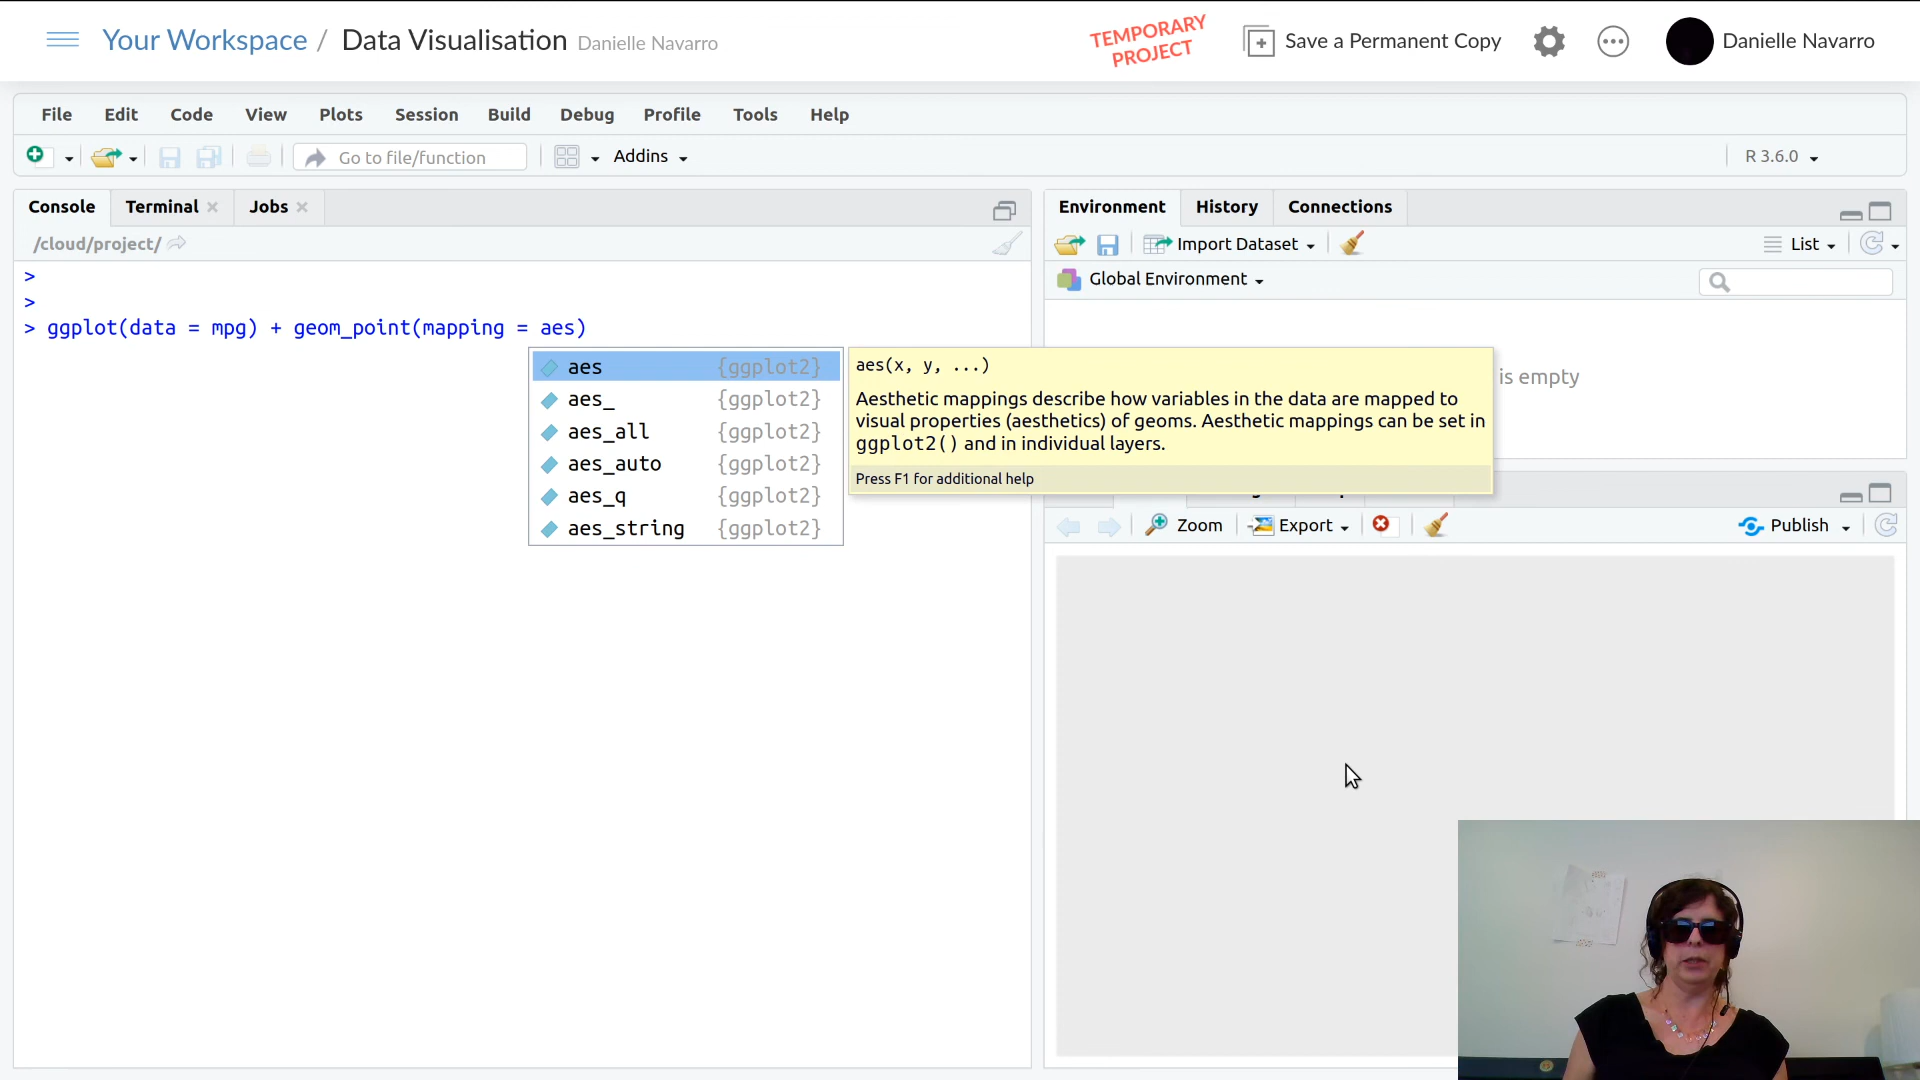 Your Workspace / Data Visualisation Danielle Navarro
TEMPORARY
PROJECT
Save a Permanent Copy
Danielle Navarro
File Edit Code View Plots Session Build Debug Profile Tools Help
Go to file/function
Addins
R 3.6.0
Console Terminal Jobs
/cloud/project/
>
>
> ggplot(data = mpg) + geom_point(mapping = aes)
aes {ggplot2}
aes_ {ggplot2}
aes_all {ggplot2}
aes_auto {ggplot2}
aes_q {ggplot2}
aes_string {ggplot2}
aes(x, y, ...)
Aesthetic mappings describe how variables in the data are mapped to
visual properties (aesthetics) of geoms. Aesthetic mappings can be set in
ggplot2() and in individual layers.
Press F1 for additional help
Environment History Connections
Import Dataset
List
Global Environment
is empty
Zoom Export Publish